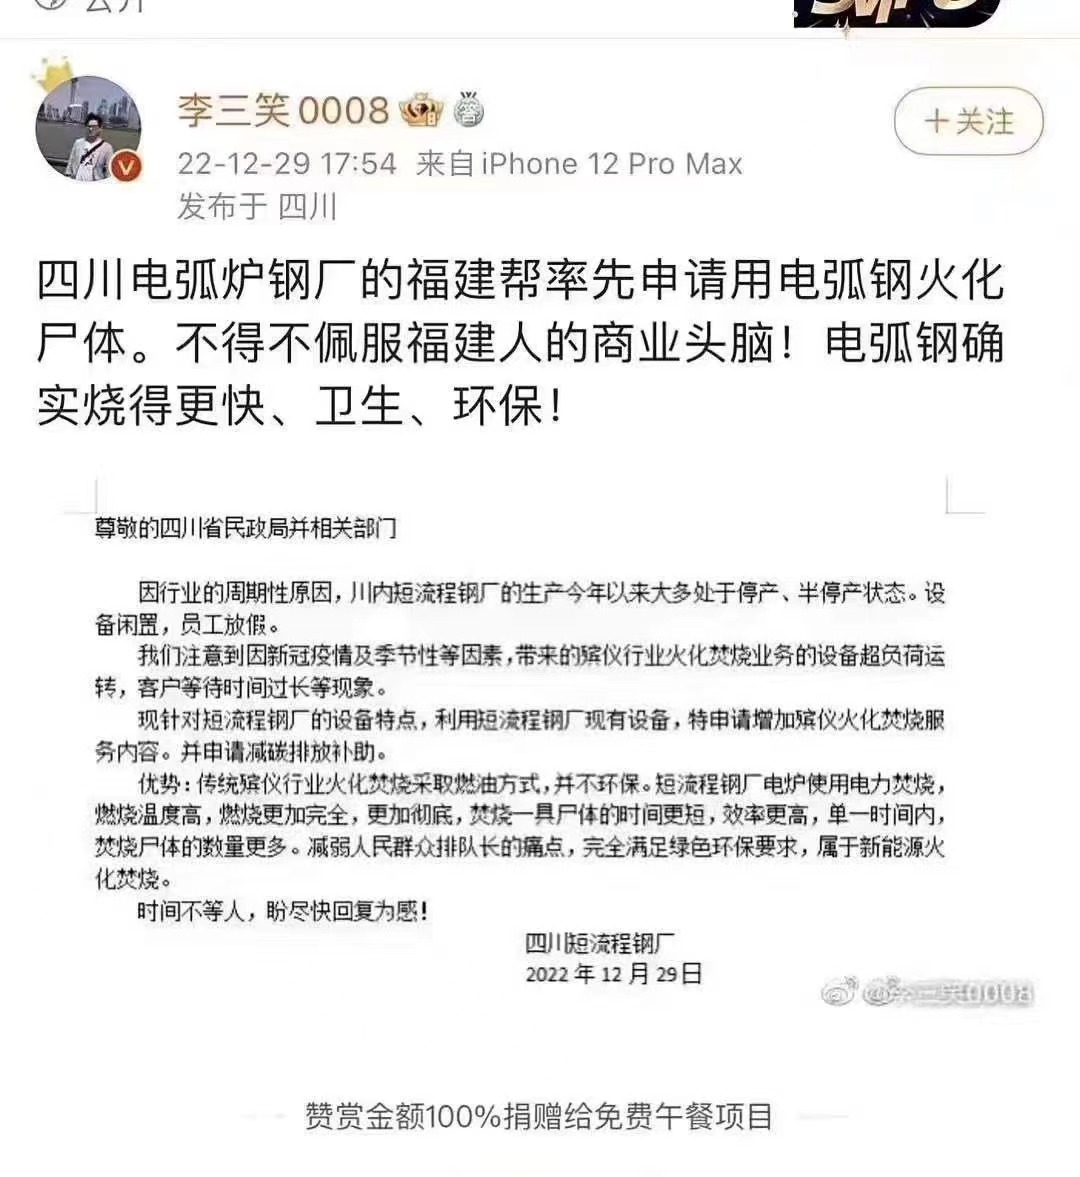 公开
李三笑0008
22-12-29 17:54 来自iPhone 12 Pro Max
发布于 四川
＋关注
四川电弧炉钢厂的福建帮率先申请用电弧钢火化
尸体。不得不佩服福建人的商业头脑！电弧钢确
实烧得更快、卫生、环保！
尊敬的四川省民政局并相关部门
因行业的周期性原因，川内短流程钢厂的生产今年以来大多处于停产、半停产状态。设
备闲置，员工放假。
我们注意到因新冠疫情及季节性等因素，带来的殡仪行业火化焚烧业务的设备超负荷运
转，客户等待时间过长等现象。
现针对短流程钢厂的设备特点，利用短流程钢厂现有设备，特申请增加殡仪火化焚烧服
务内容。并申请减碳排放补助。
优势：传统殡仪行业火化焚烧采取燃油方式，并不环保。短流程钢厂电炉使用电力焚烧，
燃烧温度高，燃烧更加完全，更加彻底，焚烧一具尸体的时间更短，效率更高，单一时间内，
焚烧尸体的数量更多。减弱人民群众排队长的痛点，完全满足绿色环保要求，属于新能源火
化焚烧。
时间不等人，盼尽快回复为感！
四川短流程钢厂
2022 年 12 月 29 日
@李三笑0008
赞赏金额100%捐赠给免费午餐项目